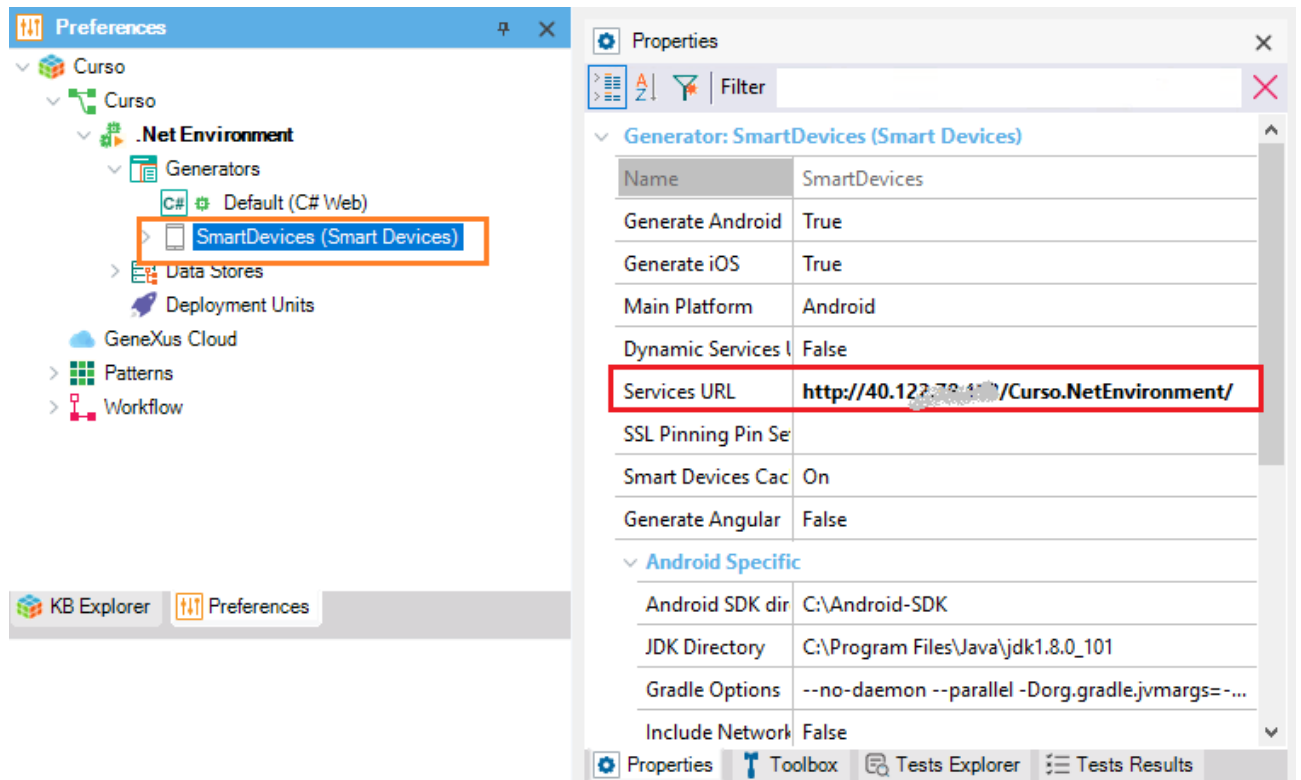 Preferences
Curso
Curso
.Net Environment
Generators
C# Default (C# Web)
SmartDevices (Smart Devices)
Data Stores
Deployment Units
GeneXus Cloud
Patterns
Workflow
KB Explorer Preferences
Properties
A Z Filter
Generator: SmartDevices (Smart Devices)
Name SmartDevices
Generate Android True
Generate iOS True
Main Platform Android
Dynamic Services False
Services URL http://40. /Curso.NetEnvironment/
SSL Pinning Pin Se
Smart Devices Cac On
Generate Angular False
Android Specific
Android SDK dir C:\Android-SDK
JDK Directory C:\Program Files\Java\jdk1.8.0_101
Gradle Options --no-daemon --parallel -Dorg.gradle.jvmargs=-...
Include Network False
Properties Toolbox Tests Explorer Tests Results